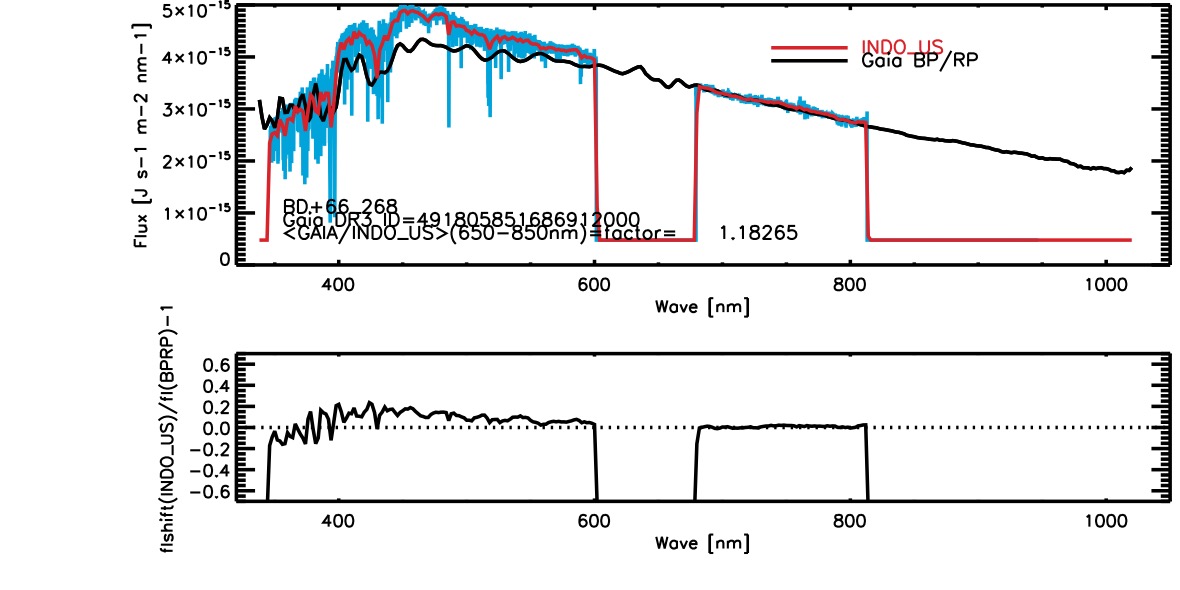 5×10-15
4×10-15
3×10-15
2×10-15
1×10-15
0
Flux [J s-1 m-2 nm-1]
INDO_US
Gaia BP/RP
BD.+66_268
Gaia DR3 ID=491805851686912000
<GAIA/INDO_US>(650-850nm)=factor= 1.18265
400 600 800 1000
Wave [nm]
0.6
0.4
0.2
0.0
-0.2
-0.4
-0.6
flshift(INDO_US)/fl(BPRP)-1
400 600 800 1000
Wave [nm]